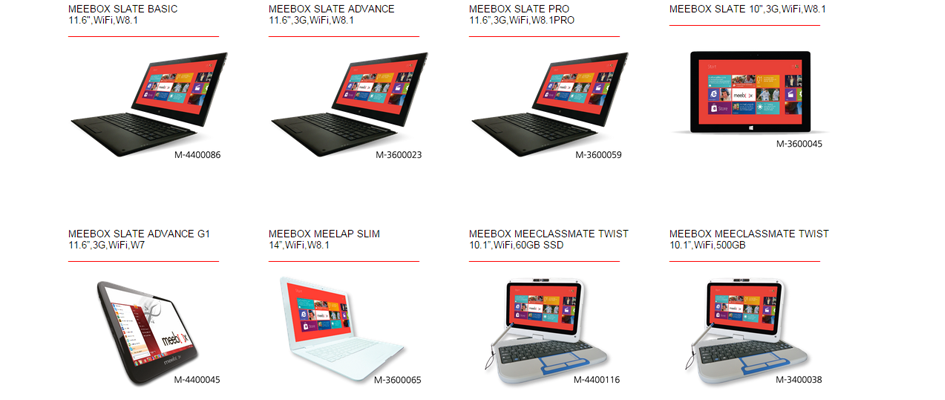 MEEBOX SLATE BASIC
11.6",WiFi,W8.1
M-4400086
MEEBOX SLATE ADVANCE
11.6",3G,WiFi,W8.1
M-3600023
MEEBOX SLATE PRO
11.6",3G,WiFi,W8.1PRO
M-3600059
MEEBOX SLATE 10",3G,WiFi,W8.1
M-3600045
MEEBOX SLATE ADVANCE G1
11.6",3G,WiFi,W7
meebox
M-4400045
MEEBOX MEELAP SLIM
14",WiFi,W8.1
M-3600065
MEEBOX MEECLASSMATE TWIST
10.1",WiFi,60GB SSD
M-4400116
MEEBOX MEECLASSMATE TWIST
10.1",WiFi,500GB
M-3400038